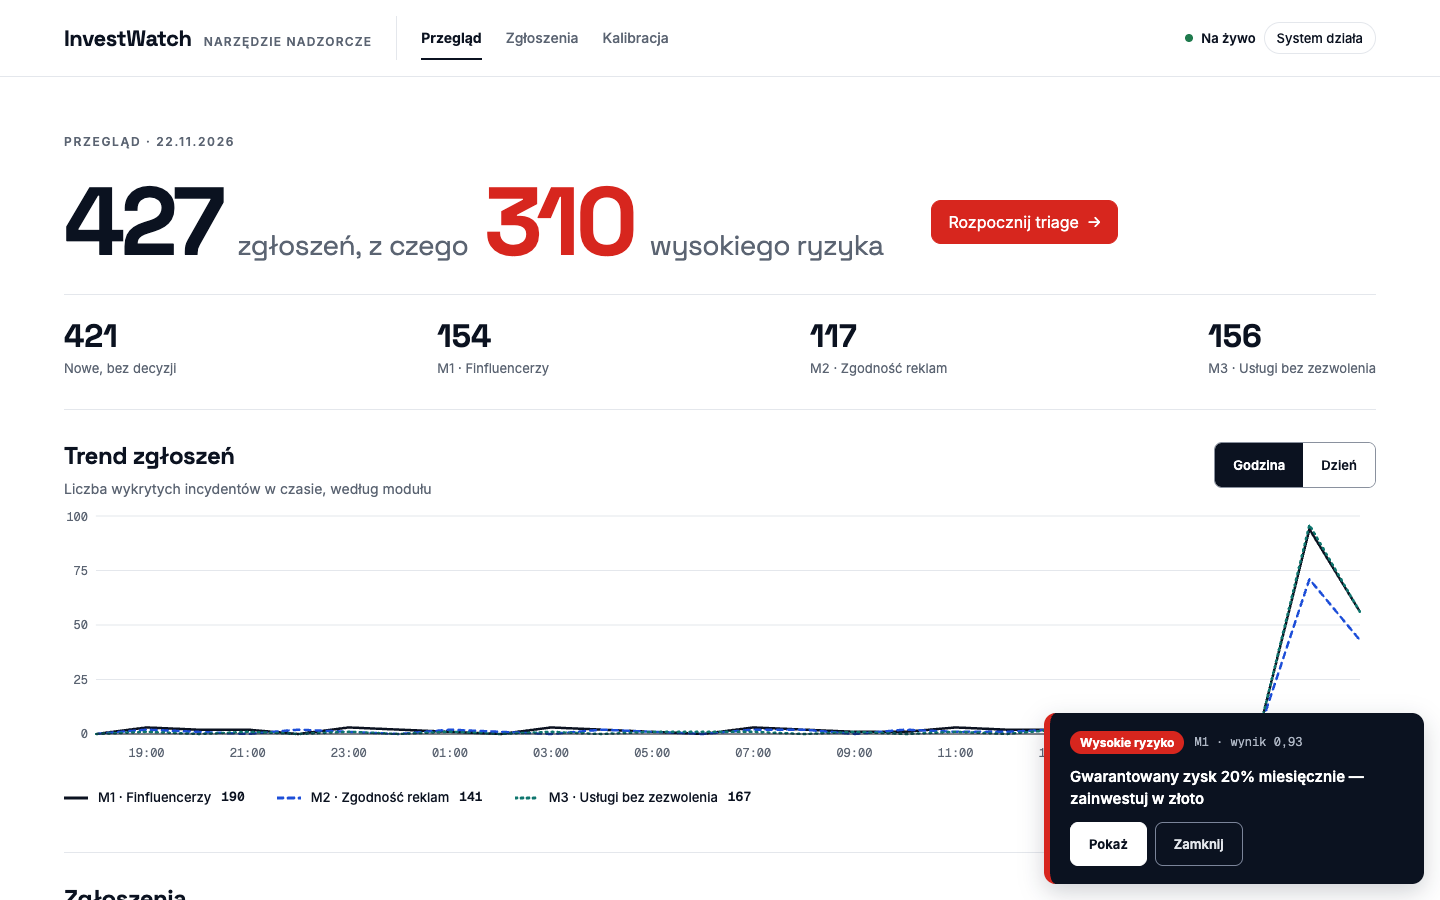 InvestWatch NARZĘDZIE NADZORCZE
Przegląd Zgłoszenia Kalibracja
Na żywo System działa
PRZEGLĄD · 22.11.2026
427 zgłoszeń, z czego 310 wysokiego ryzyka
Rozpocznij triage →
421
Nowe, bez decyzji
154
M1 · Finfluencerzy
117
M2 · Zgodność reklam
156
M3 · Usługi bez zezwolenia
Trend zgłoszeń
Liczba wykrytych incydentów w czasie, według modułu
Godzina Dzień
100
75
50
25
0
19:00 21:00 23:00 01:00 03:00 05:00 07:00 09:00 11:00
M1 · Finfluencerzy 190 M2 · Zgodność reklam 141 M3 · Usługi bez zezwolenia 167
Wysokie ryzyko M1 · wynik 0,93
Gwarantowany zysk 20% miesięcznie —
zainwestuj w złoto
Pokaż Zamknij
Zgłoszenia